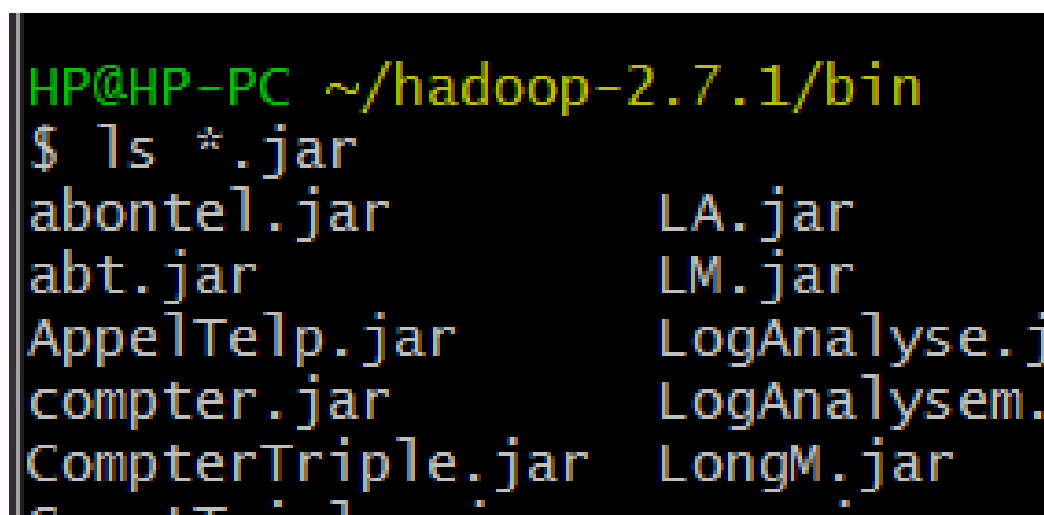 HP@HP-PC ~/hadoop-2.7.1/bin
$ ls *.jar
abontel.jar LA.jar
abt.jar LM.jar
AppelTelp.jar LogAnalyse.j
compter.jar LogAnalysem.
CompterTriple.jar LongM.jar